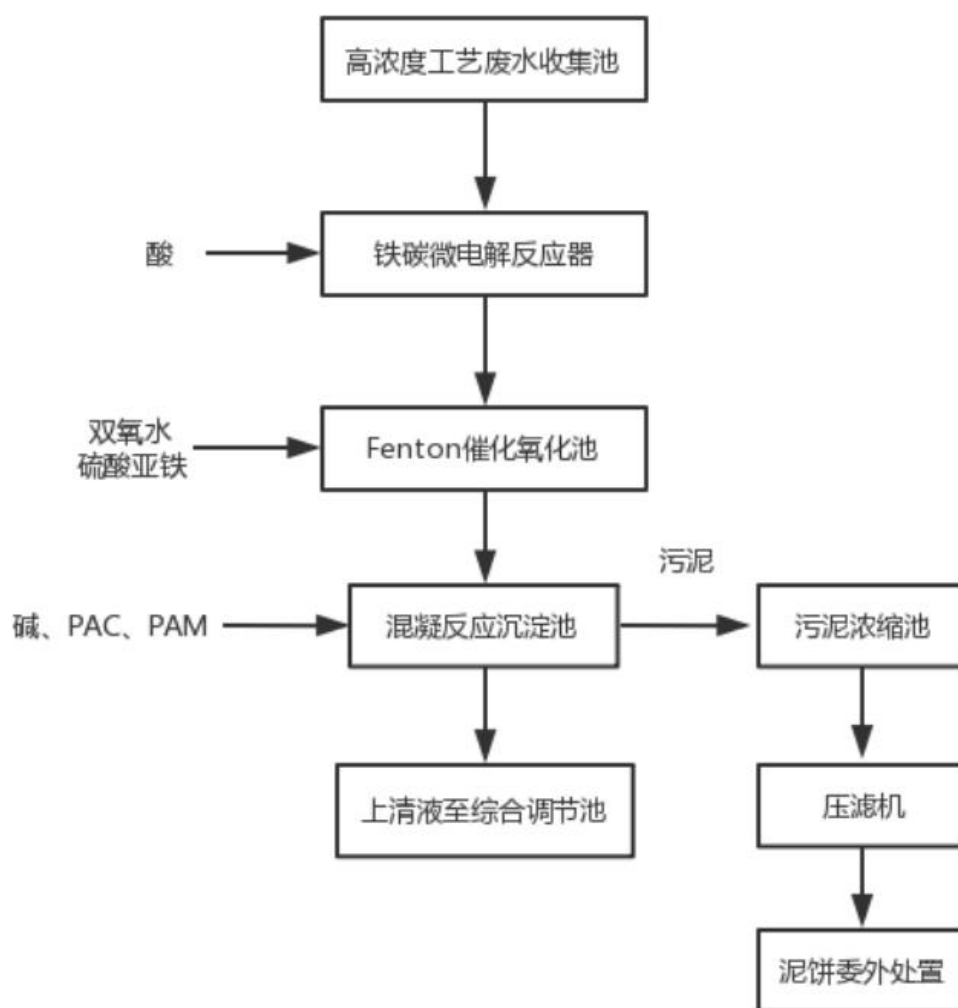 高浓度工艺废水收集池
酸
铁碳微电解反应器
双氧水
硫酸亚铁
Fenton催化氧化池
污泥
碱、PAC、PAM
混凝反应沉淀池
污泥浓缩池
上清液至综合调节池
压滤机
泥饼委外处置